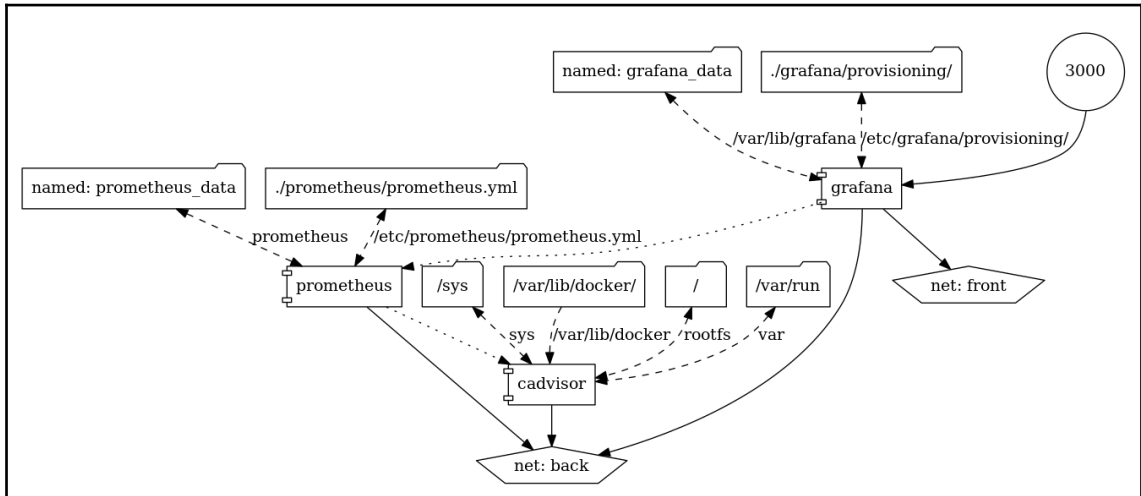 3000
named: grafana_data
./grafana/provisioning/
/var/lib/grafana
/etc/grafana/provisioning/
named: prometheus_data
./prometheus/prometheus.yml
grafana
prometheus
/etc/prometheus/prometheus.yml
prometheus
/sys
/var/lib/docker/
/
/var/run
net: front
sys
/var/lib/docker
rootfs
var
cadvisor
net: back